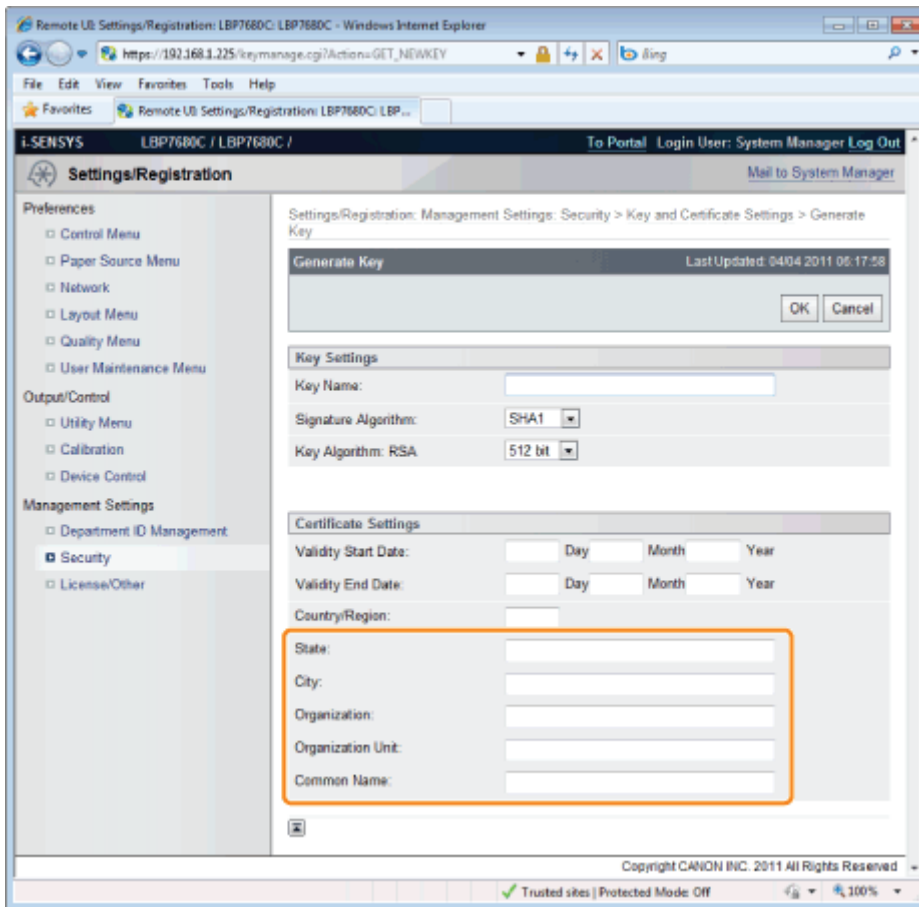 Remote UI: Settings/Registration: LBP7680C: LBP7680C - Windows Internet Explorer
https://192.168.1.225/keymanage.cgi?Action=GET_NEWKEY
Bing
File Edit View Favorites Tools Help
Favorites Remote UI: Settings/Registration: LBP7680C: LBP...
i-SENSYS LBP7680C / LBP7680C / To Portal Login User: System Manager Log Out
Settings/Registration Mail to System Manager
Preferences
Control Menu
Paper Source Menu
Network
Layout Menu
Quality Menu
User Maintenance Menu
Output/Control
Utility Menu
Calibration
Device Control
Management Settings
Department ID Management
Security
License/Other
Settings/Registration: Management Settings: Security > Key and Certificate Settings > Generate
Key
Generate Key Last Updated: 04/04 2011 06:17:58
OK Cancel
Key Settings
Key Name:
Signature Algorithm: SHA1
Key Algorithm: RSA 512 bit
Certificate Settings
Validity Start Date: Day Month Year
Validity End Date: Day Month Year
Country/Region:
State:
City:
Organization:
Organization Unit:
Common Name:
Copyright CANON INC. 2011 All Rights Reserved
Trusted sites | Protected Mode: Off 100%